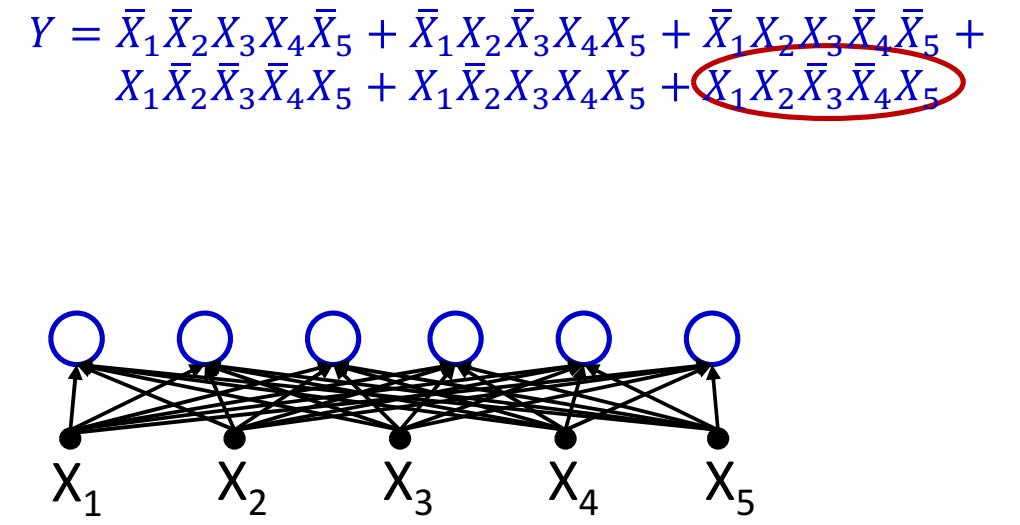 Y = X̅₁X̅₂X₃X₄X̅₅ + X̅₁X₂X̅₃X₄X₅ + X̅₁X₂X₃X̅₄X̅₅ +
X₁X̅₂X̅₃X̅₄X₅ + X₁X̅₂X₃X₄X₅ + X₁X₂X̅₃X̅₄X₅
X₁ X₂ X₃ X₄ X₅